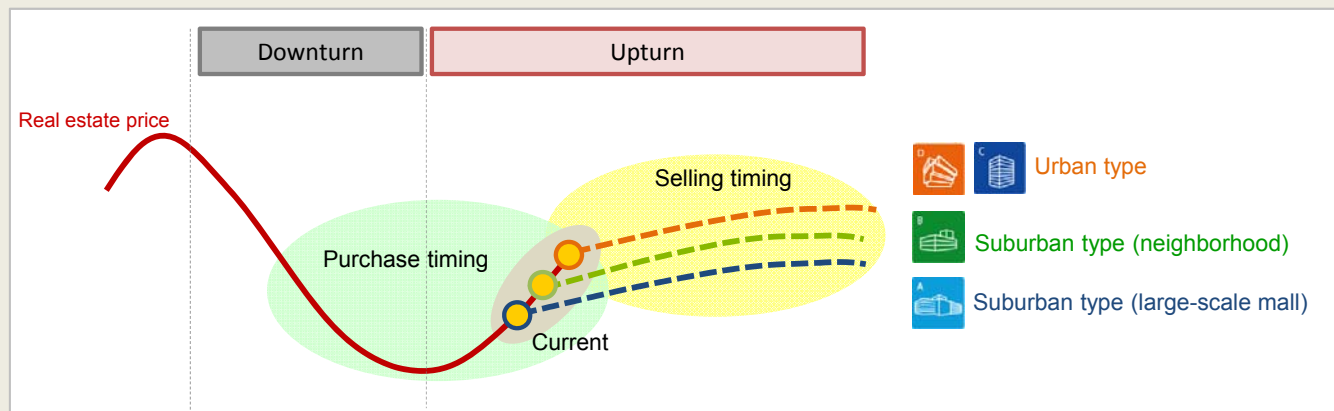 Downturn
Upturn
Real estate price
Selling timing
D
C
Urban type
Purchase timing
B
Suburban type (neighborhood)
A
Suburban type (large-scale mall)
Current